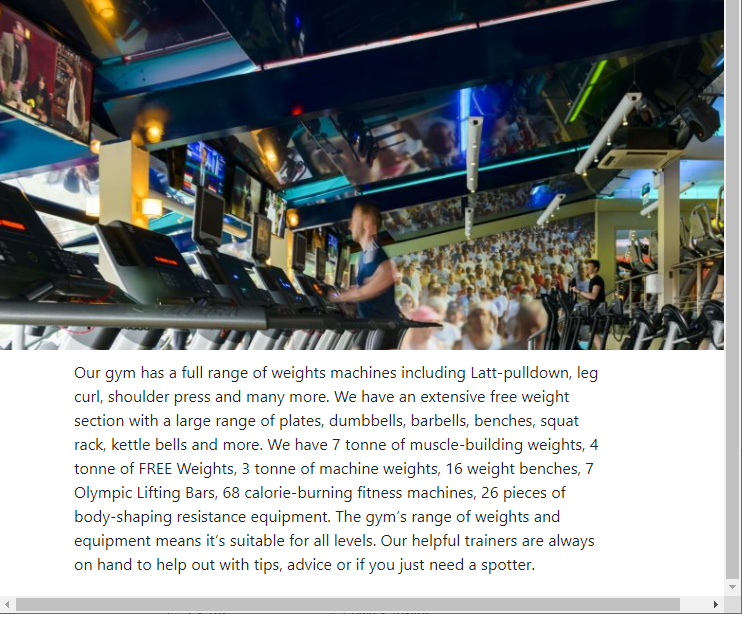 Our gym has a full range of weights machines including Latt-pulldown, leg
curl, shoulder press and many more. We have an extensive free weight
section with a large range of plates, dumbbells, barbells, benches, squat
rack, kettle bells and more. We have 7 tonne of muscle-building weights, 4
tonne of FREE Weights, 3 tonne of machine weights, 16 weight benches, 7
Olympic Lifting Bars, 68 calorie-burning fitness machines, 26 pieces of
body-shaping resistance equipment. The gym’s range of weights and
equipment means it’s suitable for all levels. Our helpful trainers are always
on hand to help out with tips, advice or if you just need a spotter.